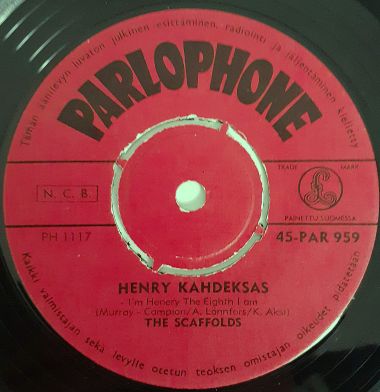 Tämän äänilevyn luvaton julkinen esittäminen, radiointi ja jäljentäminen kielletty
PARLOPHONE
TRADE MARK
£
N. C. B.
PAINETTU SUOMESSA
PH 1117
45-PAR 959
HENRY KAHDEKSAS
- I'm Henery The Eighth I am
(Murray - Campion/A. Lönnfors/K. Aksi)
THE SCAFFOLDS
Kaikki valmistajan sekä levylle otetun teoksen omistajan oikeudet pidätetään